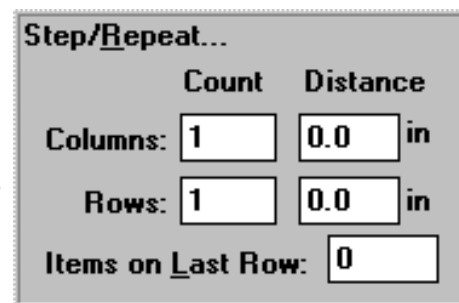 Step/Repeat...
Count Distance
Columns: 1 0.0 in
Rows: 1 0.0 in
Items on Last Row: 0